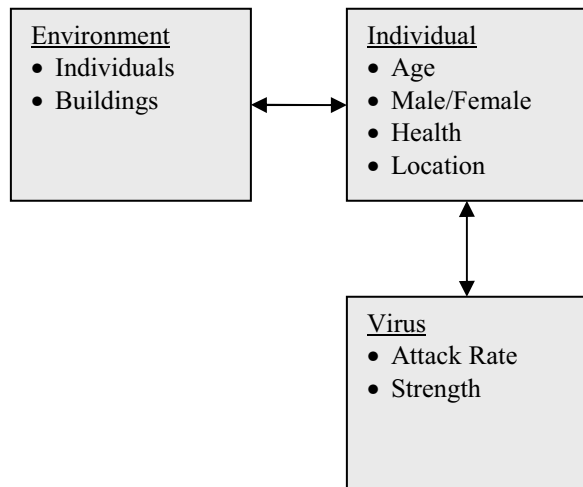 Environment
• Individuals
• Buildings
Individual
• Age
• Male/Female
• Health
• Location
Virus
• Attack Rate
• Strength